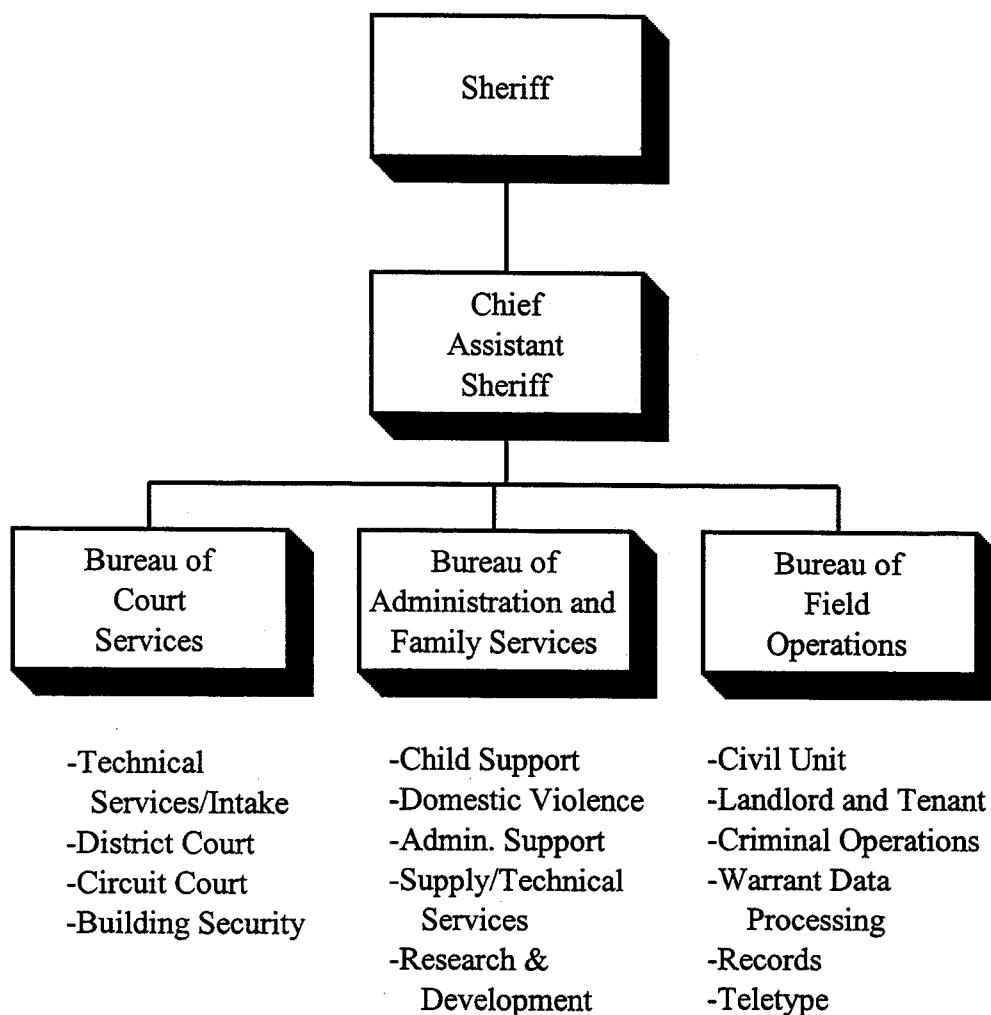 Sheriff
Chief
Assistant
Sheriff
Bureau of
Court
Services
Bureau of
Administration and
Family Services
Bureau of
Field
Operations
-Technical
Services/Intake
-District Court
-Circuit Court
-Building Security
-Child Support
-Domestic Violence
-Admin. Support
-Supply/Technical
Services
-Research &
Development
-Civil Unit
-Landlord and Tenant
-Criminal Operations
-Warrant Data
Processing
-Records
-Teletype